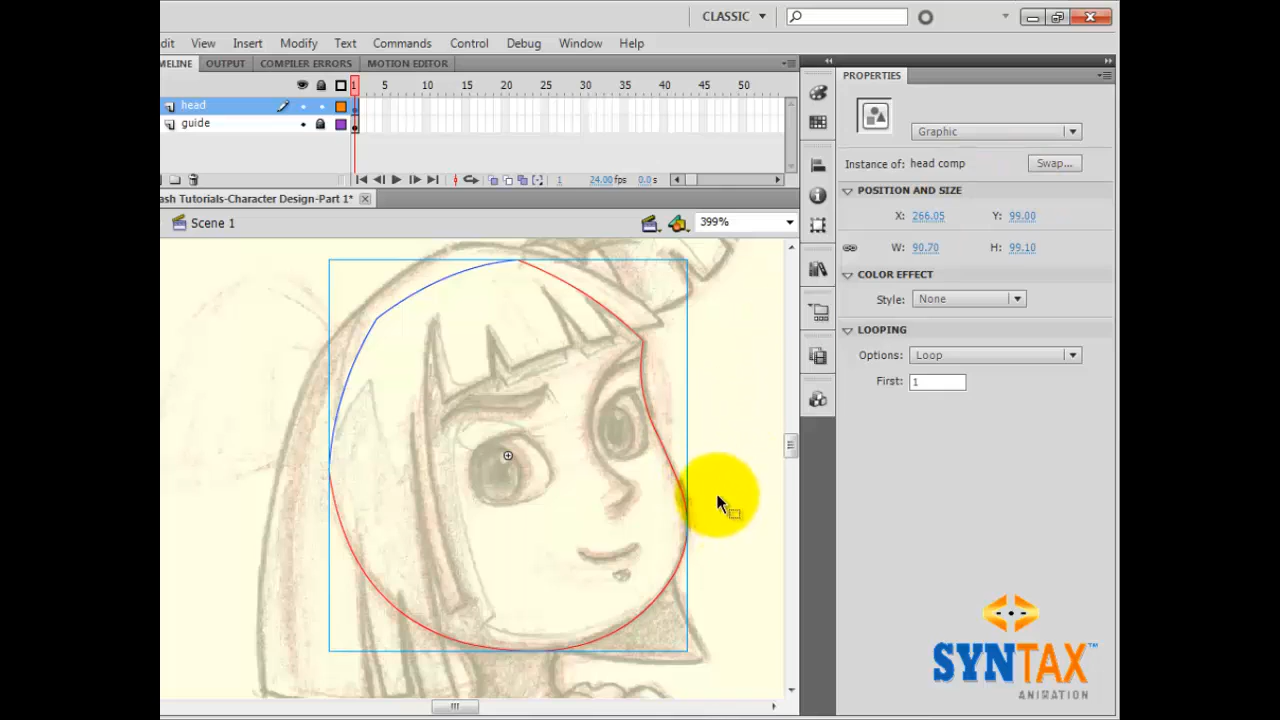 CLASSIC
dit View Insert Modify Text Commands Control Debug Window Help
MELINE OUTPUT COMPILER ERRORS MOTION EDITOR
1 5 10 15 20 25 30 35 40 45 50
head
guide
1 24.00 fps 0.0 s
ash Tutorials-Character Design-Part 1*
Scene 1
399%
PROPERTIES
Graphic
Instance of: head comp Swap...
POSITION AND SIZE
X: 266.05 Y: 99.00
W: 90.70 H: 99.10
COLOR EFFECT
Style: None
LOOPING
Options: Loop
First: 1
SYNTAX™
ANIMATION